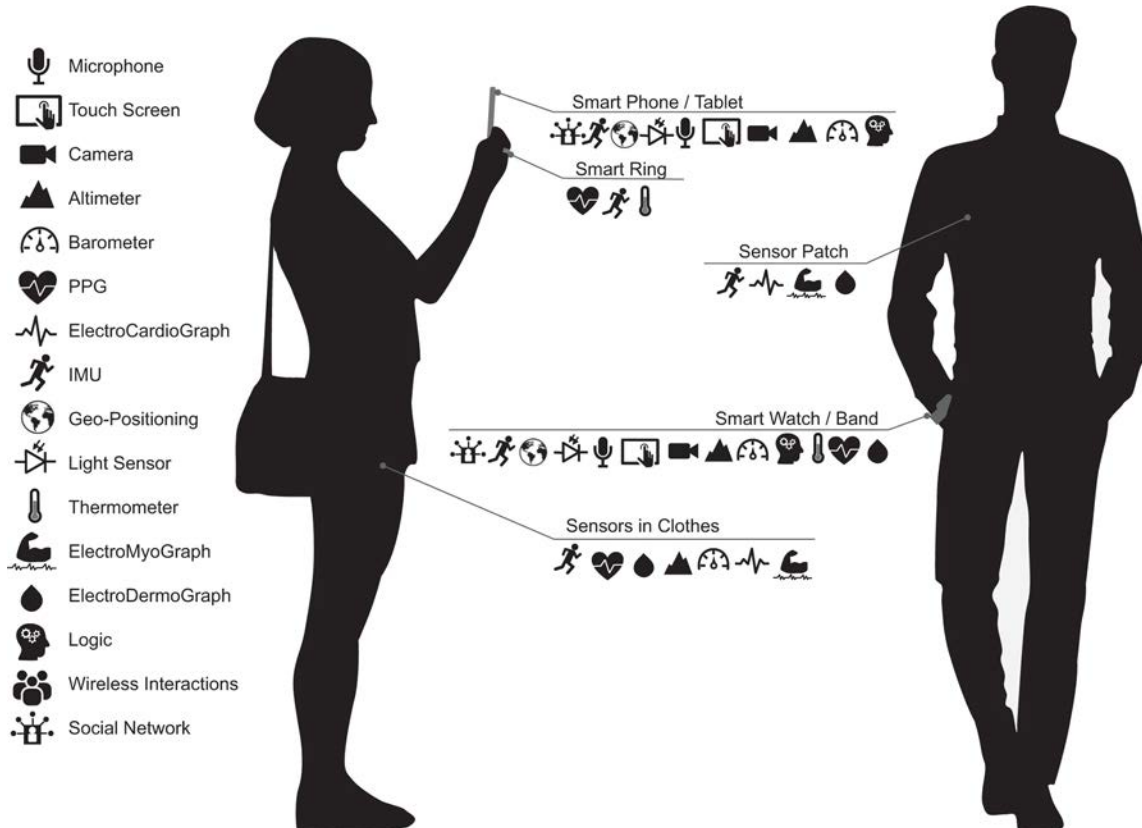 Microphone
Touch Screen
Camera
Altimeter
Barometer
PPG
ElectroCardioGraph
IMU
Geo-Positioning
Light Sensor
Thermometer
ElectroMyoGraph
ElectroDermoGraph
Logic
Wireless Interactions
Social Network
Smart Phone / Tablet
Smart Ring
Sensor Patch
Smart Watch / Band
Sensors in Clothes